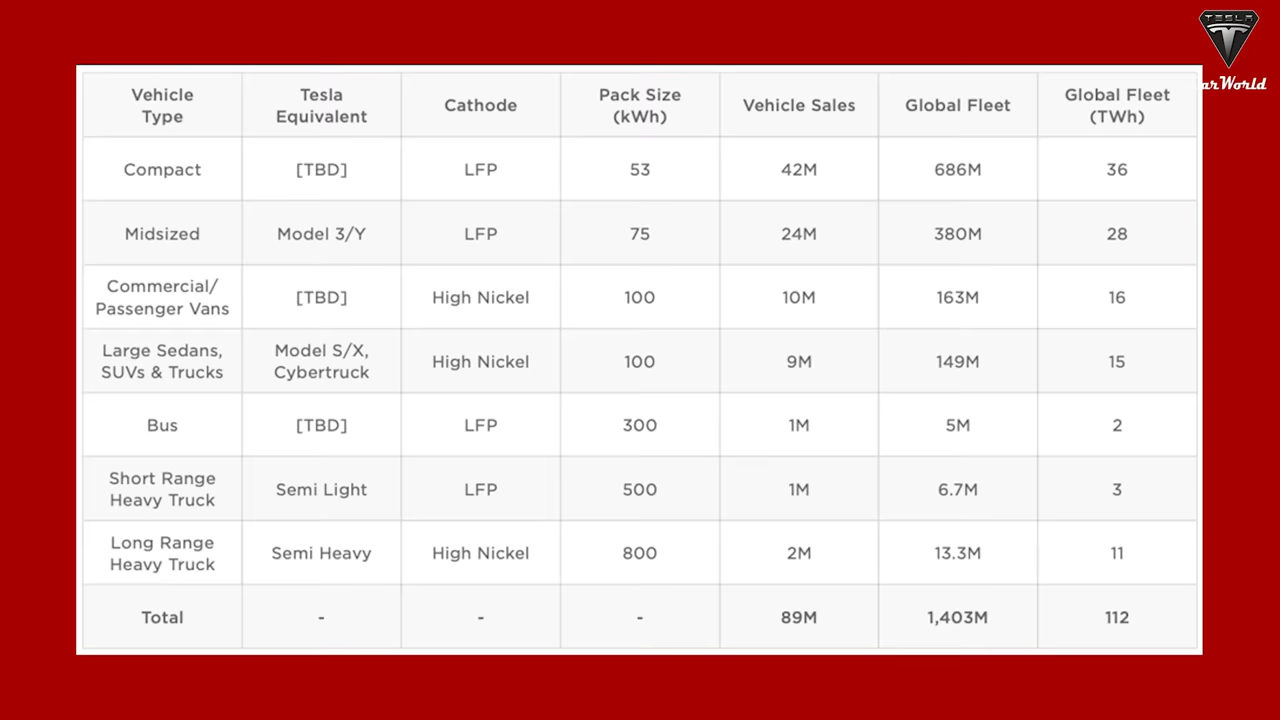 TESLA
arWorld
Vehicle Type
Tesla Equivalent
Cathode
Pack Size (kWh)
Vehicle Sales
Global Fleet
Global Fleet (TWh)
Compact
[TBD]
LFP
53
42M
686M
36
Midsized
Model 3/Y
LFP
75
24M
380M
28
Commercial/
Passenger Vans
[TBD]
High Nickel
100
10M
163M
16
Large Sedans,
SUVs & Trucks
Model S/X,
Cybertruck
High Nickel
100
9M
149M
15
Bus
[TBD]
LFP
300
1M
5M
2
Short Range
Heavy Truck
Semi Light
LFP
500
1M
6.7M
3
Long Range
Heavy Truck
Semi Heavy
High Nickel
800
2M
13.3M
11
Total
-
-
-
89M
1,403M
112